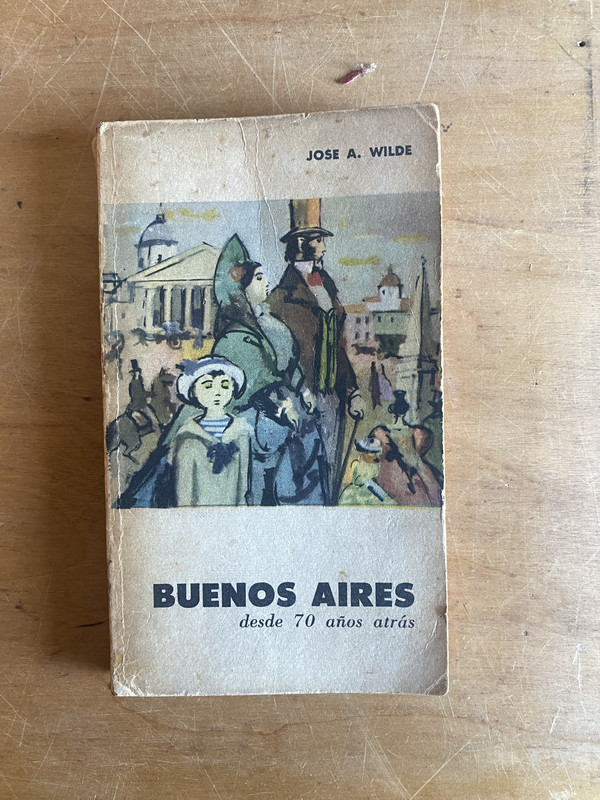 JOSE A. WILDE
BUENOS AIRES
desde 70 años atrás